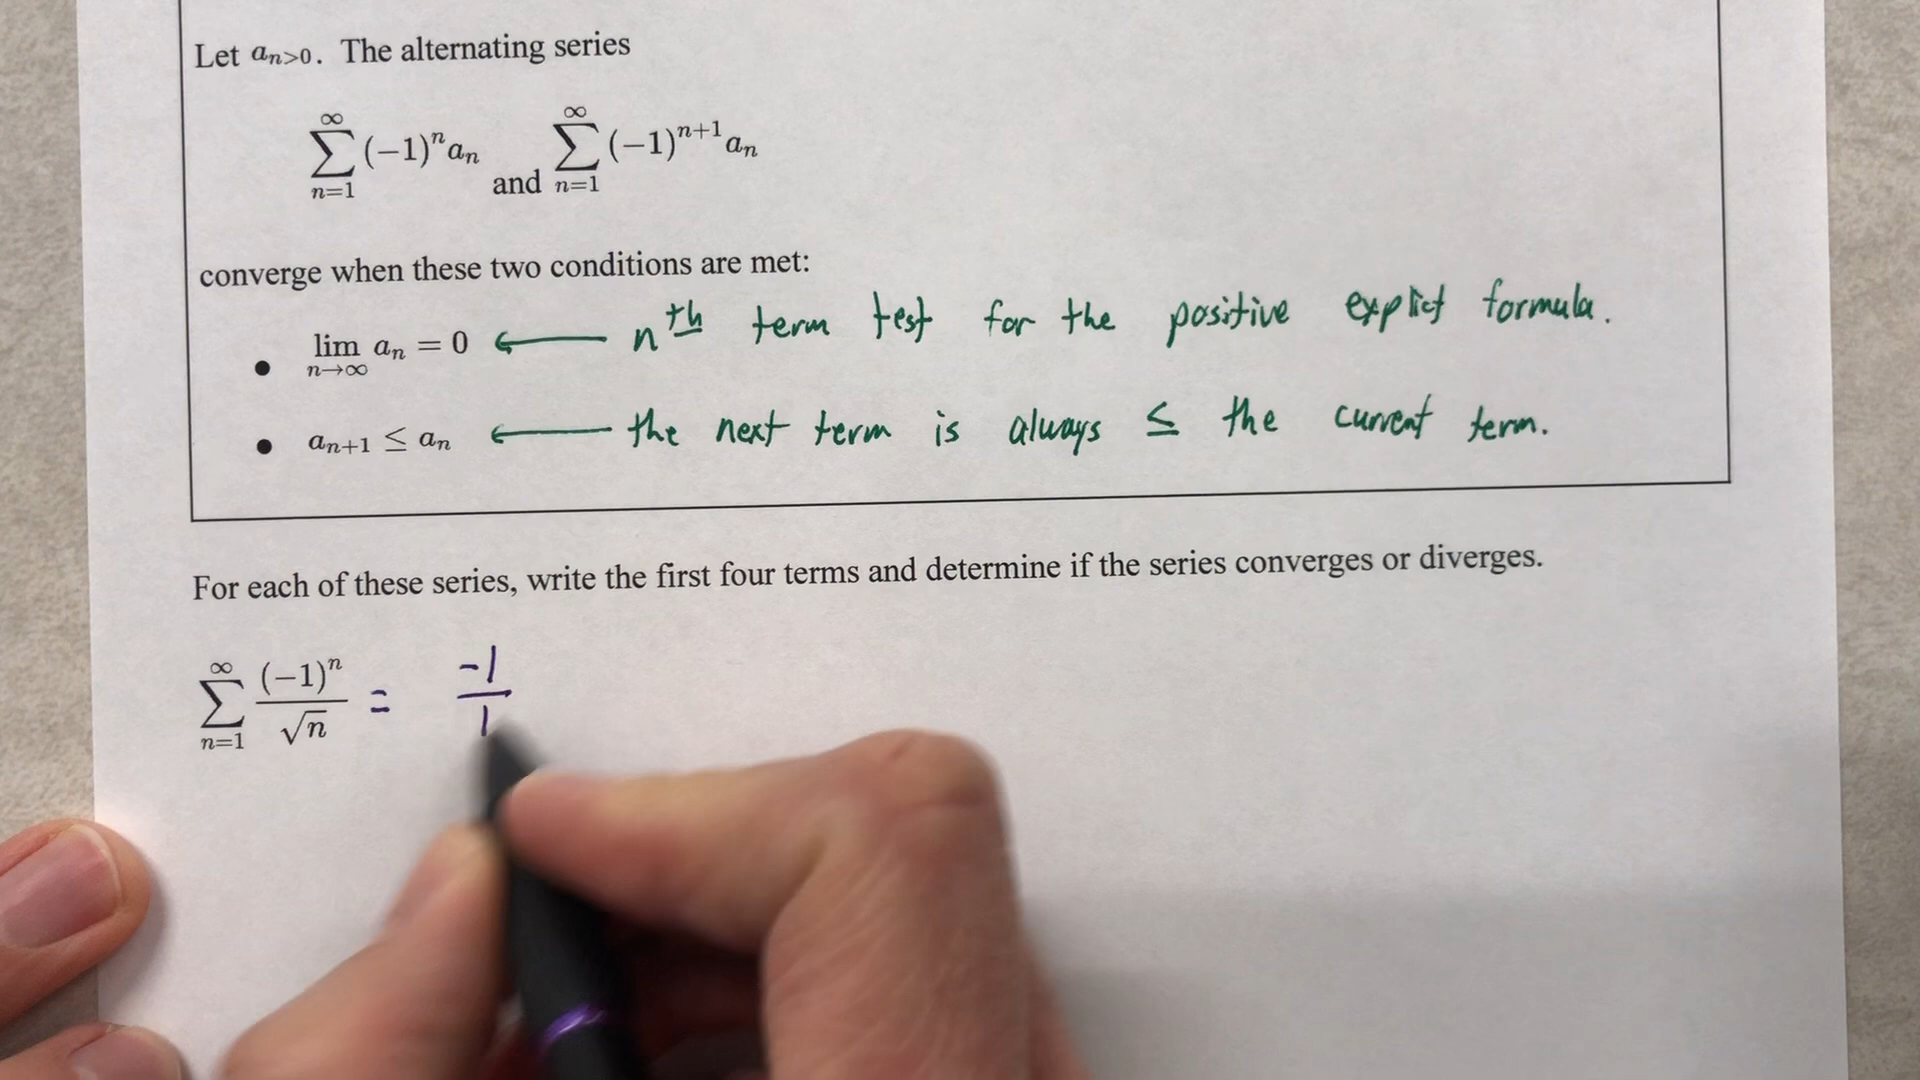 Let aₙ>₀. The alternating series
∞ ∑ n=1 (−1)ⁿaₙ and ∞ ∑ n=1 (−1)ⁿ⁺¹aₙ
converge when these two conditions are met:
• lim n→∞ aₙ = 0 ← nth term test for the positive explict formula.
• aₙ₊₁ ≤ aₙ ← the next term is always ≤ the current term.
For each of these series, write the first four terms and determine if the series converges or diverges.
∞ ∑ n=1 (−1)ⁿ/√n = -1/1